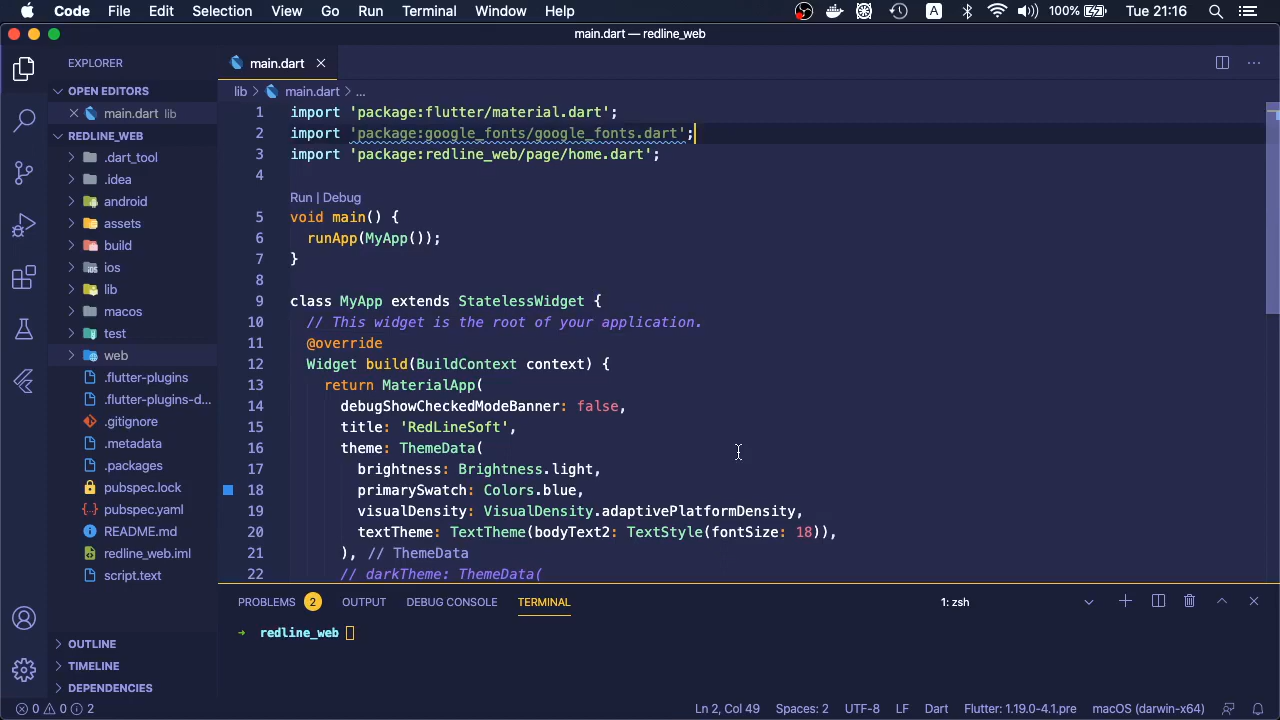 Code File Edit Selection View Go Run Terminal Window Help A 100% Tue 21:16
main.dart — redline_web
EXPLORER
OPEN EDITORS
main.dart lib
REDLINE_WEB
.dart_tool
.idea
android
assets
build
ios
lib
macos
test
web
.flutter-plugins
.flutter-plugins-d...
.gitignore
.metadata
.packages
pubspec.lock
pubspec.yaml
README.md
redline_web.iml
script.text
OUTLINE
TIMELINE
DEPENDENCIES
main.dart
lib > main.dart > ...
1 import 'package:flutter/material.dart';
2 import 'package:google_fonts/google_fonts.dart';
3 import 'package:redline_web/page/home.dart';
4
Run | Debug
5 void main() {
6 runApp(MyApp());
7 }
8
9 class MyApp extends StatelessWidget {
10 // This widget is the root of your application.
11 @override
12 Widget build(BuildContext context) {
13 return MaterialApp(
14 debugShowCheckedModeBanner: false,
15 title: 'RedLineSoft',
16 theme: ThemeData(
17 brightness: Brightness.light,
18 primarySwatch: Colors.blue,
19 visualDensity: VisualDensity.adaptivePlatformDensity,
20 textTheme: TextTheme(bodyText2: TextStyle(fontSize: 18)),
21 ), // ThemeData
22 // darkTheme: ThemeData(
PROBLEMS 2 OUTPUT DEBUG CONSOLE TERMINAL 1: zsh
→ redline_web
0 0 2 Ln 2, Col 49 Spaces: 2 UTF-8 LF Dart Flutter: 1.19.0-4.1.pre macOS (darwin-x64)